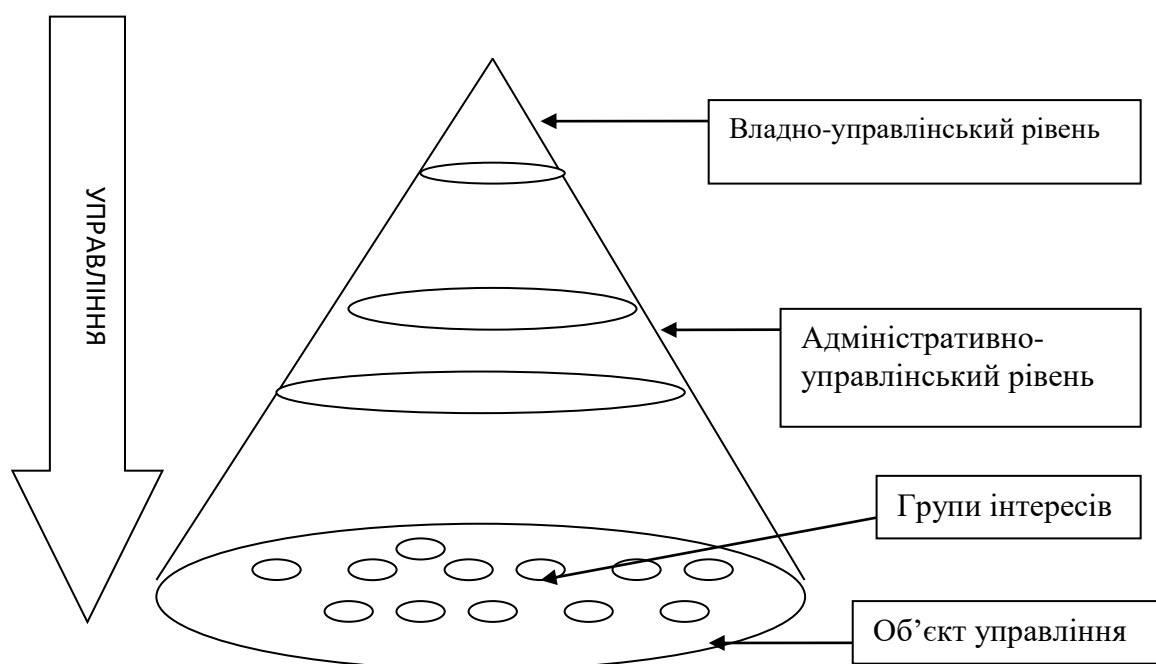 УПРАВЛІННЯ
Владно-управлінський рівень
Адміністративно-
управлінський рівень
Групи інтересів
Об’єкт управління